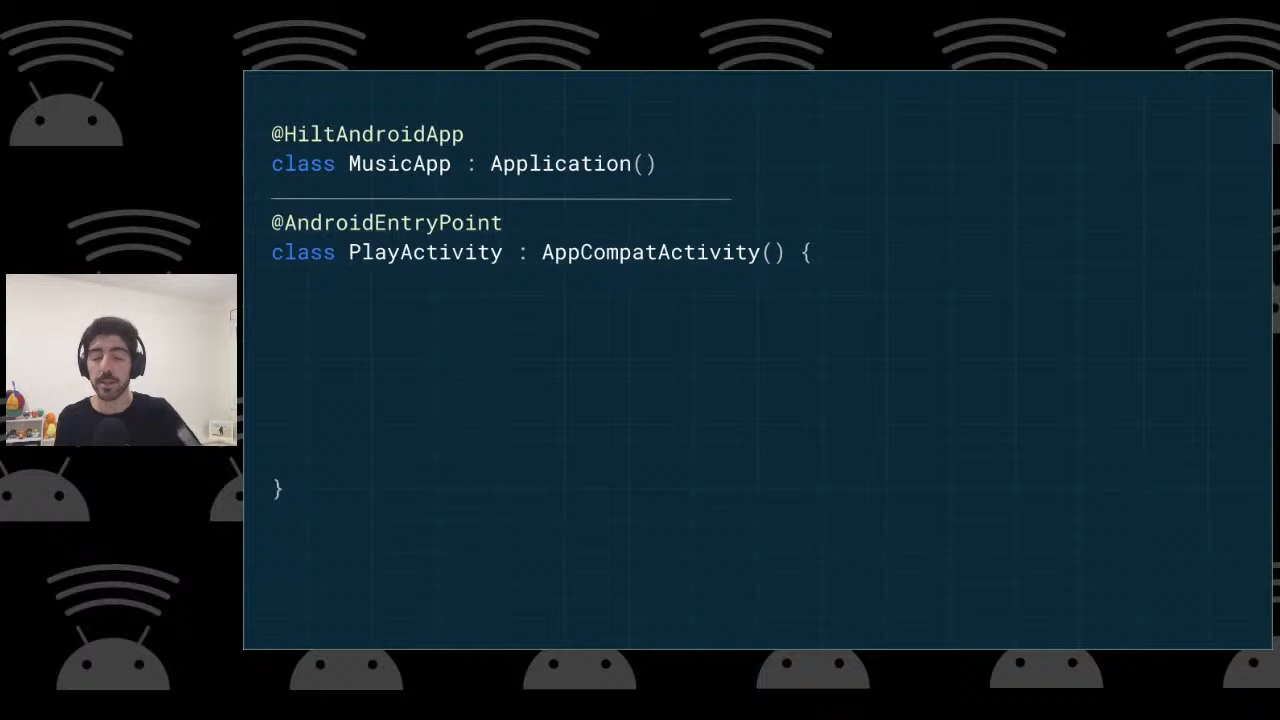 @HiltAndroidApp
class MusicApp : Application()
@AndroidEntryPoint
class PlayActivity : AppCompatActivity() {
}